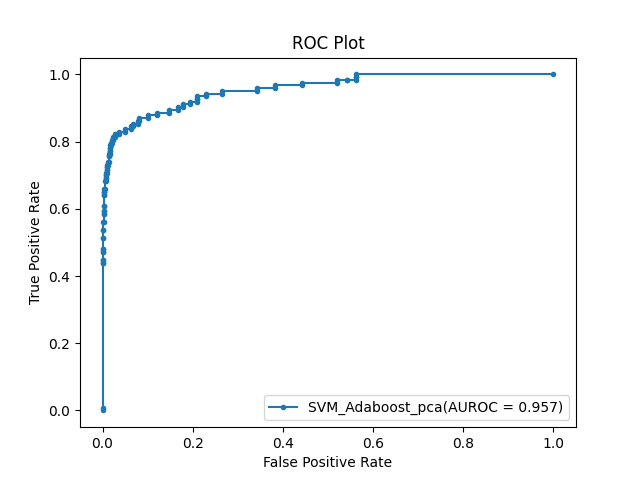 ROC Plot
True Positive Rate
1.0
0.8
0.6
0.4
0.2
0.0
SVM_Adaboost_pca(AUROC = 0.957)
0.0 0.2 0.4 0.6 0.8 1.0
False Positive Rate